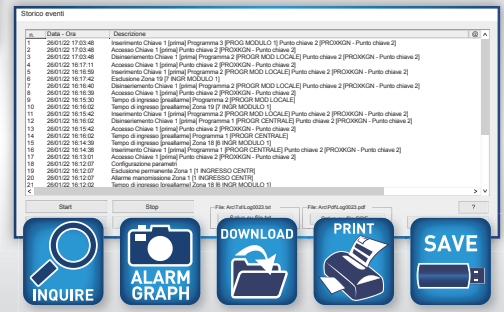 Storico eventi
n. Data - Ora Descrizione @
1 26/01/22 17:03:48 Inserimento Chiave 1 [prima] Programma 3 [PROG MODULO 1] Punto chiave 2 [PROXKGN - Punto chiave 2]
2 26/01/22 17:03:48 Accesso Chiave 1 [prima] Punto chiave 2 [PROXKGN - Punto chiave 2]
3 26/01/22 17:03:48 Disinserimento Chiave 1 [prima] Programma 2 [PROGR MOD LOCALE] Punto chiave 2 [PROXKGN - Punto chiave 2]
4 26/01/22 16:17:11 Accesso Chiave 1 [prima] Punto chiave 2 [PROXKGN - Punto chiave 2]
5 26/01/22 16:16:59 Inserimento Chiave 1 [prima] Programma 2 [PROGR MOD LOCALE] Punto chiave 2 [PROXKGN - Punto chiave 2]
6 26/01/22 16:17:42 Esclusione Zona 19 [7 INGR MODULO 1]
7 26/01/22 16:16:40 Disinserimento Chiave 1 [prima] Programma 2 [PROGR MOD LOCALE] Punto chiave 2 [PROXKGN - Punto chiave 2]
8 26/01/22 16:16:39 Accesso Chiave 1 [prima] Punto chiave 2 [PROXKGN - Punto chiave 2]
9 26/01/22 16:15:30 Tempo di ingresso [preallarme] Programma 2 [PROGR MOD LOCALE]
10 26/01/22 16:16:02 Tempo di ingresso [preallarme] Zona 19 [7 INGR MODULO 1]
11 26/01/22 16:15:42 Inserimento Chiave 1 [prima] Programma 2 [PROGR MOD LOCALE] Punto chiave 2 [PROXKGN - Punto chiave 2]
12 26/01/22 16:16:02 Disinserimento Chiave 1 [prima] Programma 1 [PROGR CENTRALE] Punto chiave 2 [PROXKGN - Punto chiave 2]
13 26/01/22 16:15:42 Accesso Chiave 1 [prima] Punto chiave 2 [PROXKGN - Punto chiave 2]
14 26/01/22 16:16:02 Tempo di ingresso [preallarme] Programma 1 [PROGR CENTRALE]
15 26/01/22 16:14:39 Tempo di ingresso [preallarme] Zona 18 [6 INGR MODULO 1]
16 26/01/22 16:14:36 Inserimento Chiave 1 [prima] Programma 1 [PROGR CENTRALE] Punto chiave 2 [PROXKGN - Punto chiave 2]
17 26/01/22 16:13:01 Accesso Chiave 1 [prima] Punto chiave 2 [PROXKGN - Punto chiave 2]
18 26/01/22 16:12:07 Configurazione parametri
19 26/01/22 16:12:07 Esclusione permanente Zona 1 [1 INGRESSO CENTR]
20 26/01/22 16:12:07 Allarme manomissione Zona 1 [1 INGRESSO CENTR]
21 26/01/22 16:12:02 Tempo di ingresso [preallarme] Zona 18 [6 INGR MODULO 1]
Start Stop File: Arc\Txt\Log0023.txt File: Arc\Pdf\Log0023.pdf ?
INQUIRE
ALARM
GRAPH
DOWNLOAD
PRINT
SAVE